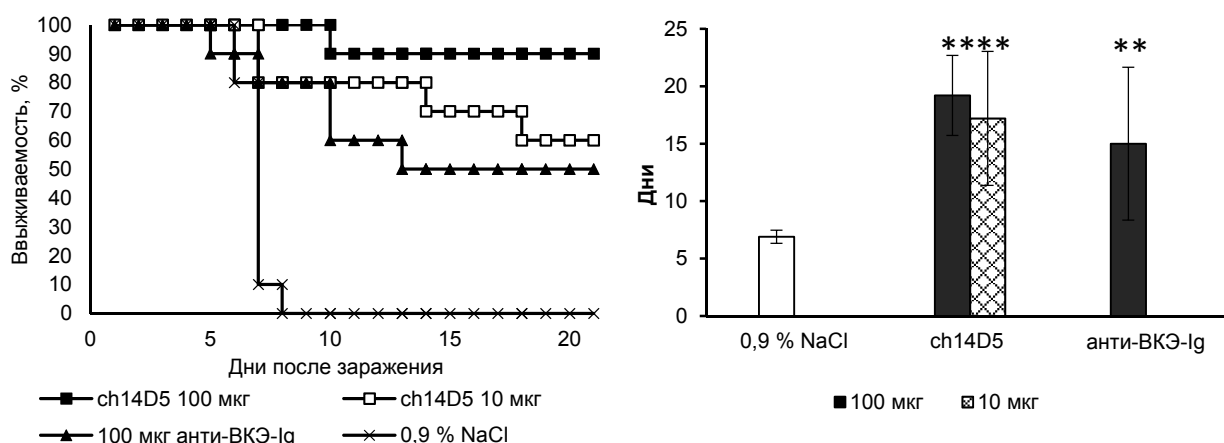 100
90
80
70
60
50
40
30
20
10
0
Ввыживаемость, %
0 5 10 15 20
Дни после заражения
ch14D5 100 мкг
ch14D5 10 мкг
100 мкг анти-ВКЭ-Ig
0,9 % NaCl
25
20
15
10
5
0
Дни
**** **
0,9 % NaCl ch14D5 анти-ВКЭ-Ig
100 мкг 10 мкг